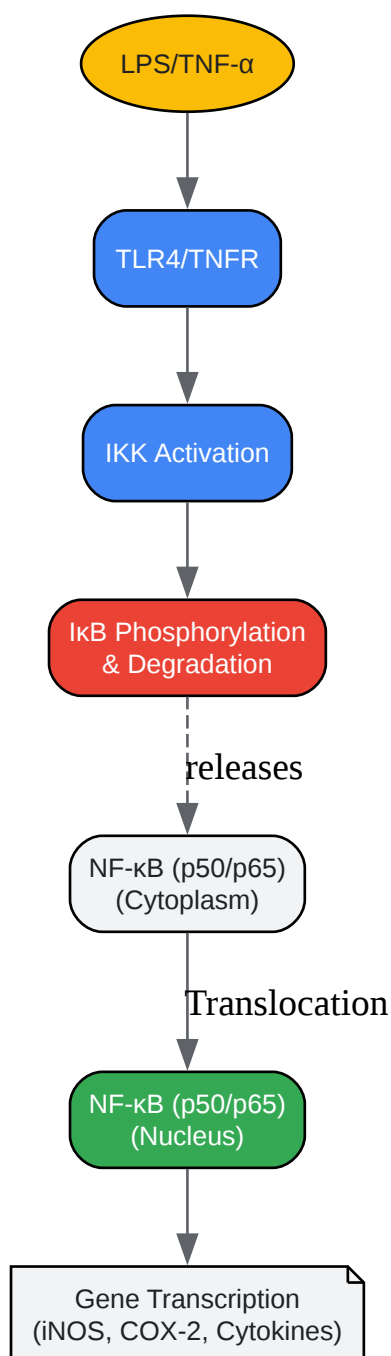 LPS/TNF-α
TLR4/TNFR
IKK Activation
IκB Phosphorylation
& Degradation
releases
NF-κB (p50/p65)
(Cytoplasm)
Translocation
NF-κB (p50/p65)
(Nucleus)
Gene Transcription
(iNOS, COX-2, Cytokines)